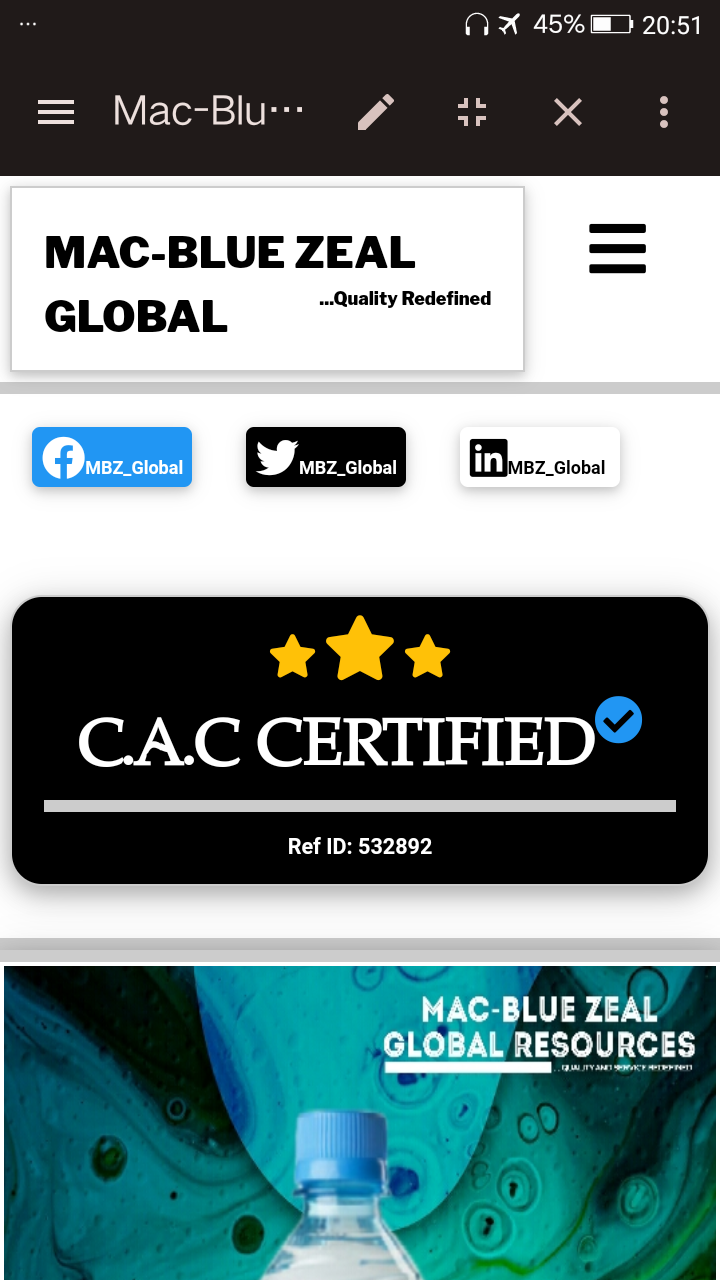 ... 45% 20:51
Mac-Blu...
MAC-BLUE ZEAL
GLOBAL
...Quality Redefined
MBZ_Global MBZ_Global MBZ_Global
C.A.C CERTIFIED
Ref ID: 532892
MAC-BLUE ZEAL
GLOBAL RESOURCES
...QUALITY AND SERVICE REDEFINED